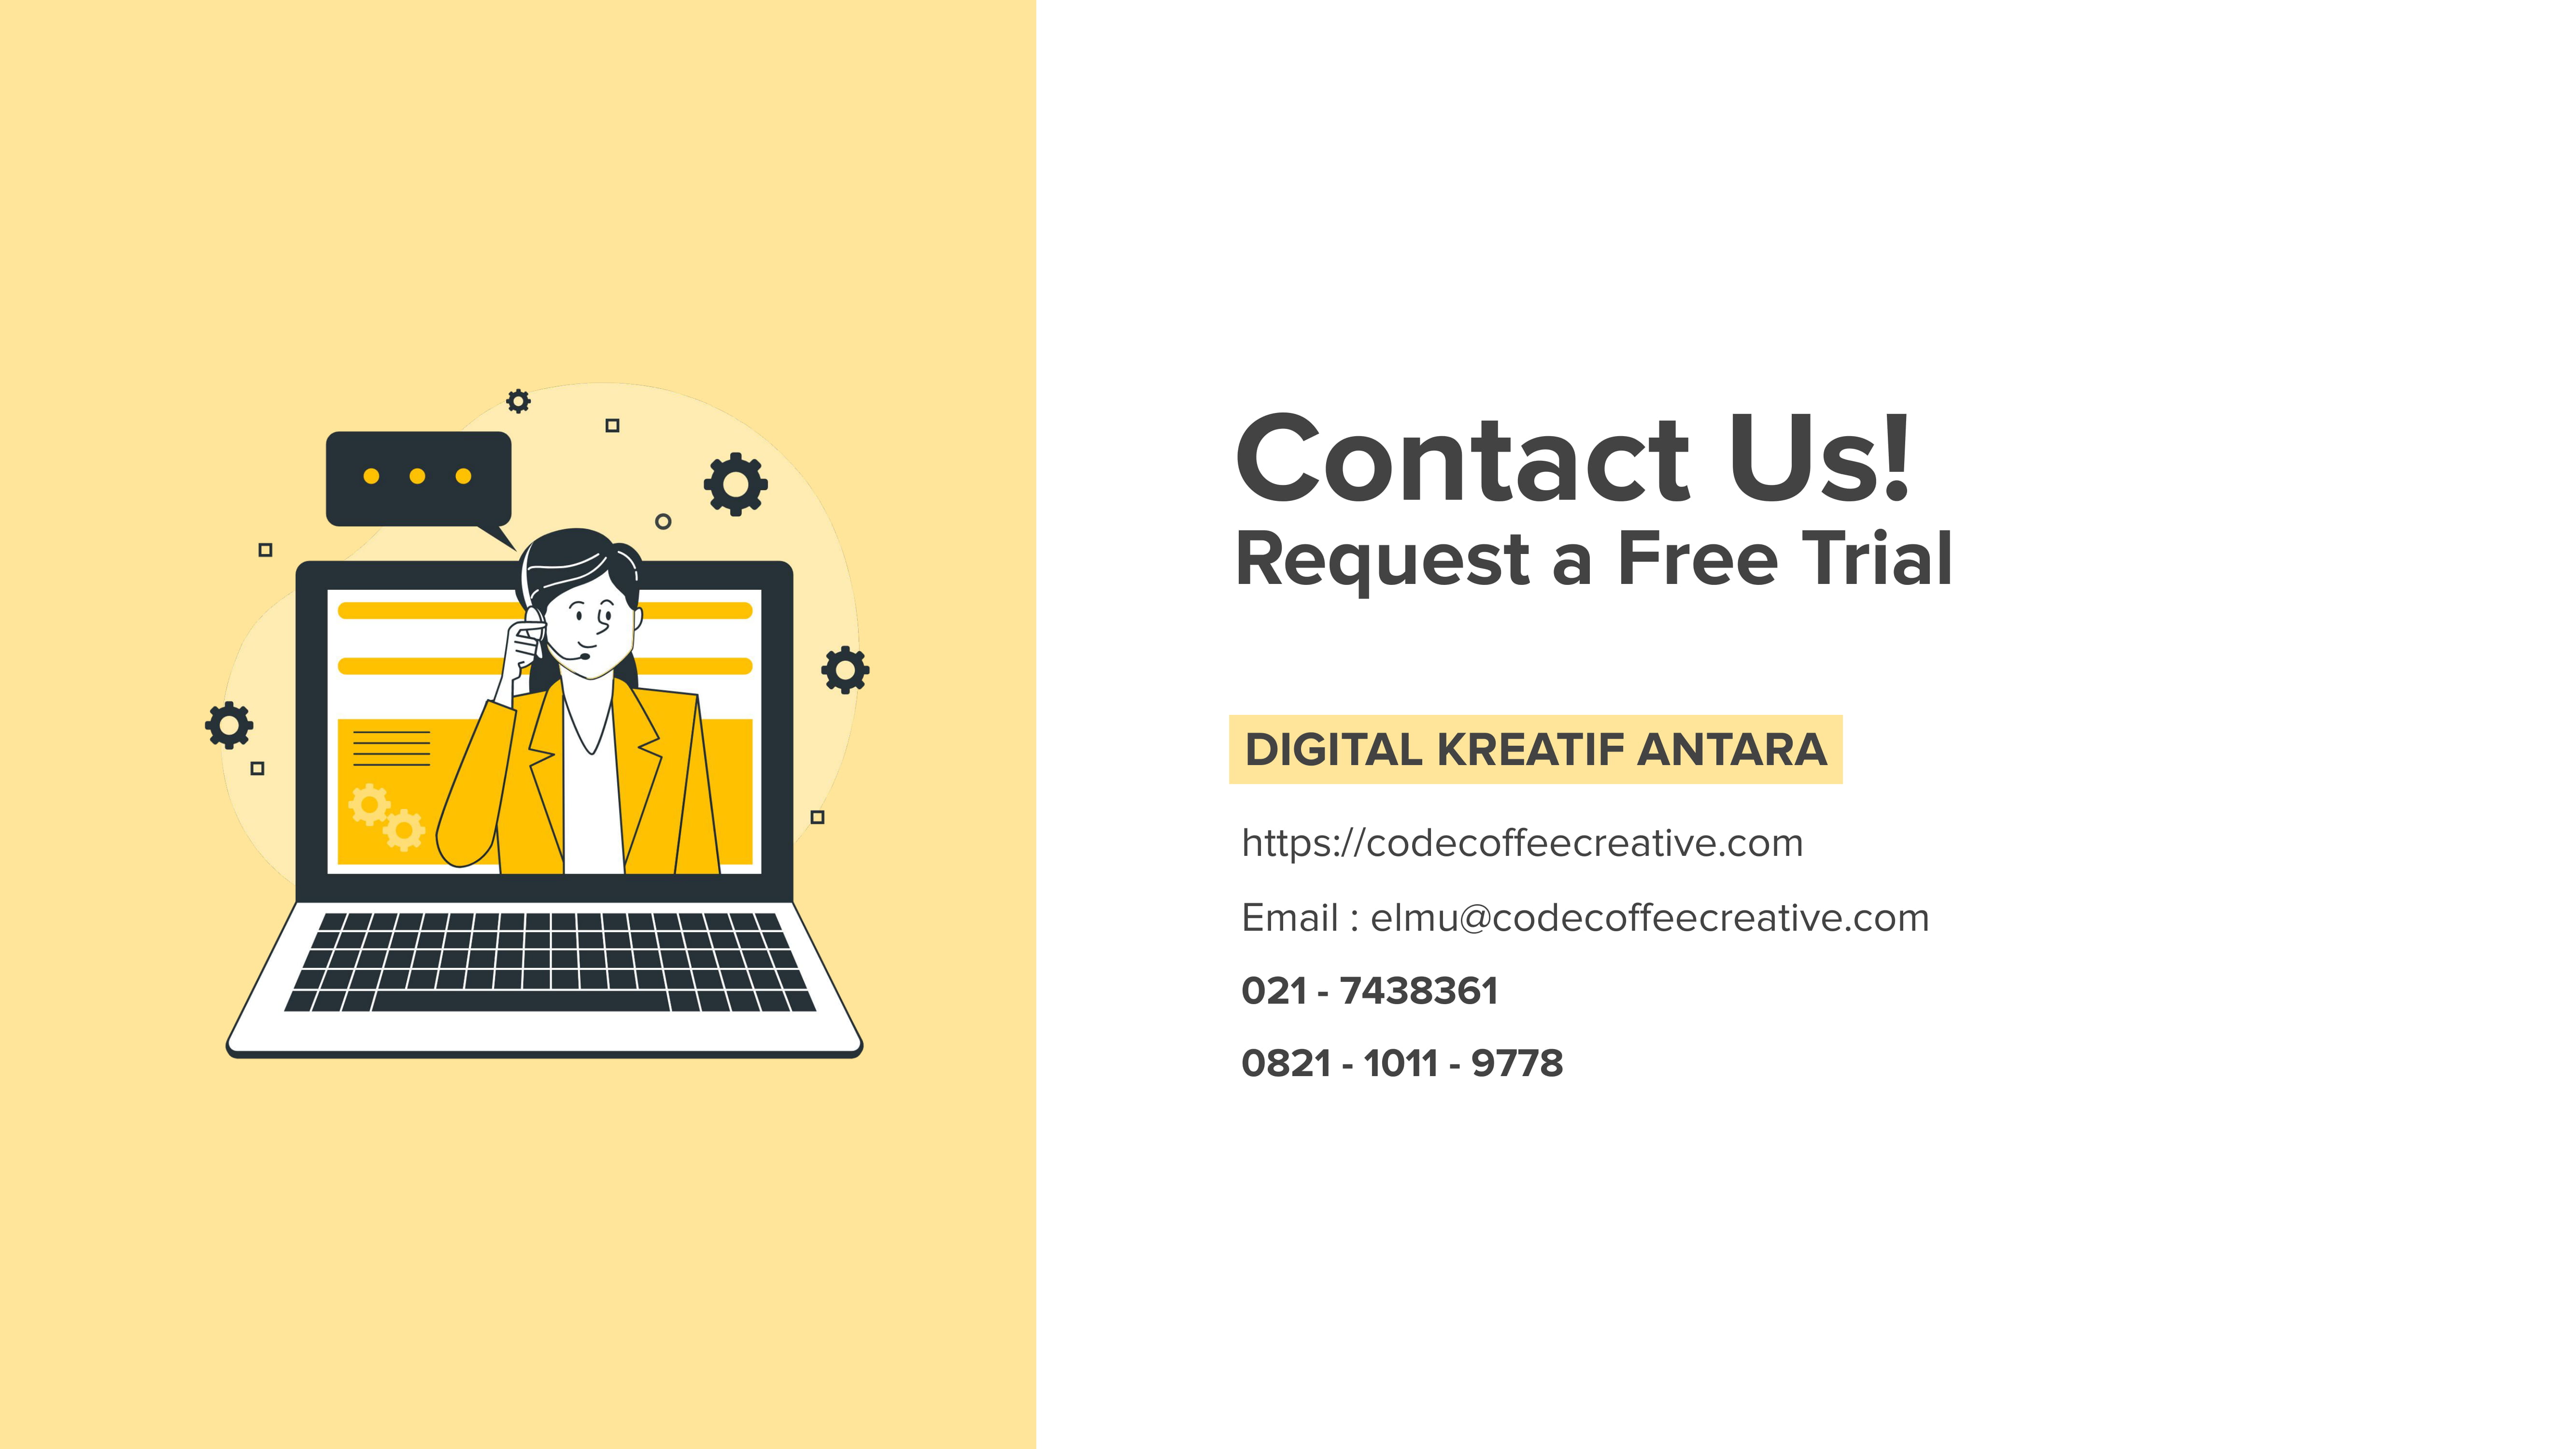 Contact Us!
Request a Free Trial
DIGITAL KREATIF ANTARA
https://codecoffeecreative.com
Email : elmu@codecoffeecreative.com
021 - 7438361
0821 - 1011 - 9778